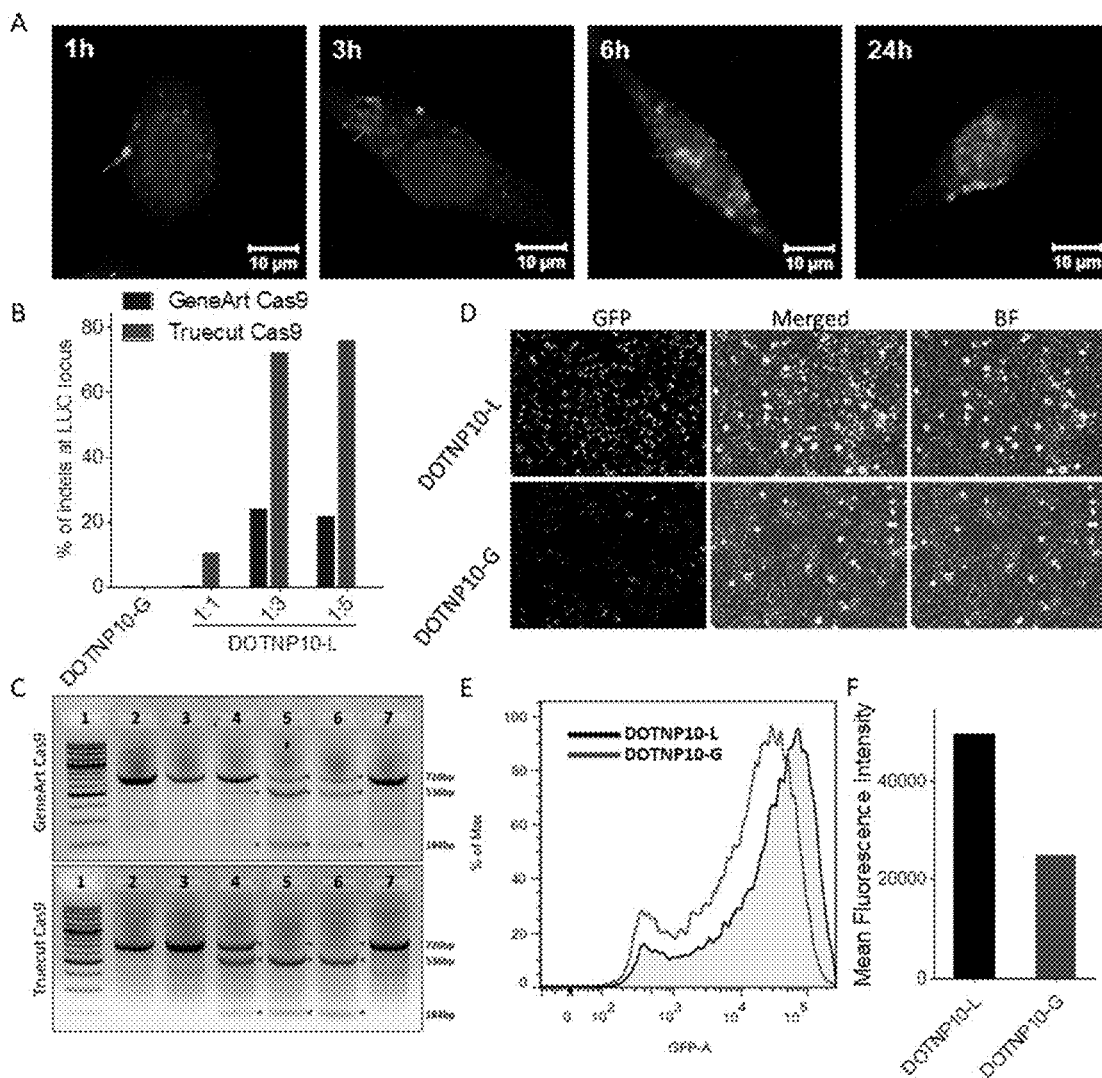 A
1h
3h
6h
24h
10 µm
10 µm
10 µm
10 µm
B
GeneArt Cas9
Truecut Cas9
% of indels at LUC locus
80
60
40
20
0
DOTNP10-G
1:1
1:3
1:5
DOTNP10-L
D
GFP
Merged
BF
DOTNP10-L
DOTNP10-G
C
GeneArt Cas9
1 2 3 4 5 6 7
Truecut Cas9
1 2 3 4 5 6 7
E
DOTNP10-L
DOTNP10-G
% of Max
100
80
60
40
20
0
0 10² 10³ 10⁴ 10⁵
GFP-A
F
Mean Fluorescence Intensity
40000
20000
0
DOTNP10-L
DOTNP10-G